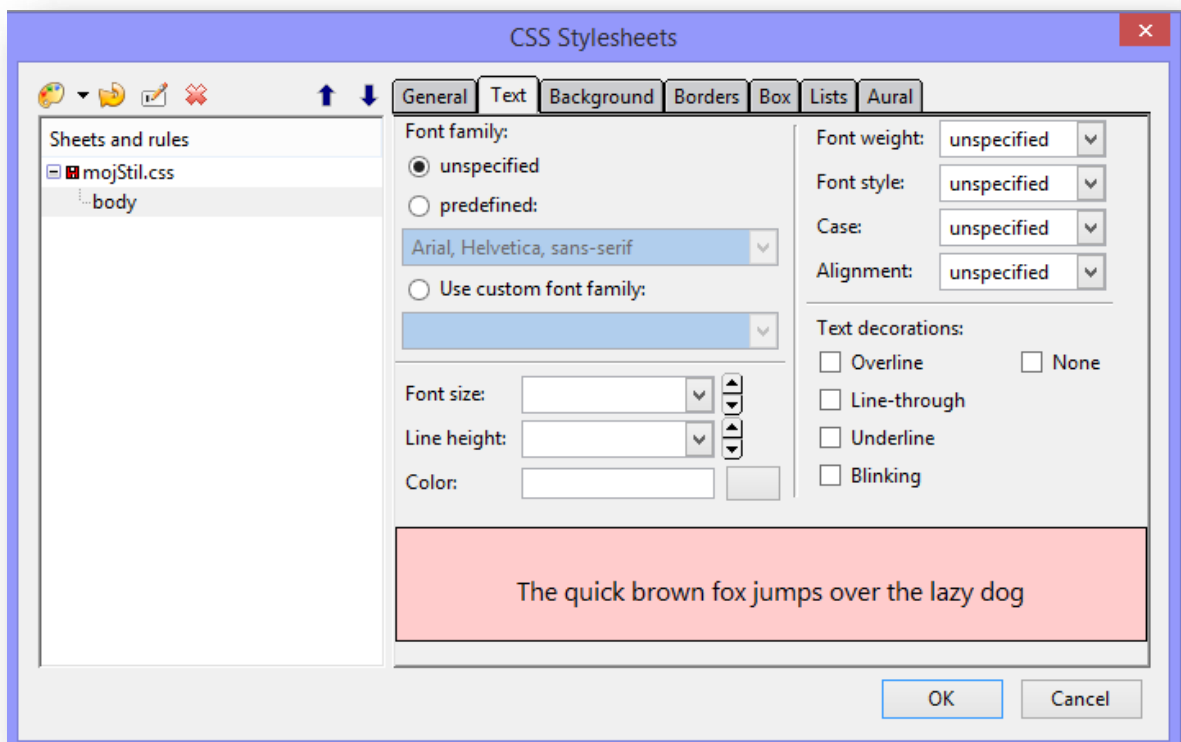 CSS Stylesheets
General Text Background Borders Box Lists Aural
Sheets and rules
mojStil.css
body
Font family:
unspecified
predefined:
Arial, Helvetica, sans-serif
Use custom font family:
Font size:
Line height:
Color:
Font weight: unspecified
Font style: unspecified
Case: unspecified
Alignment: unspecified
Text decorations:
Overline None
Line-through
Underline
Blinking
The quick brown fox jumps over the lazy dog
OK Cancel